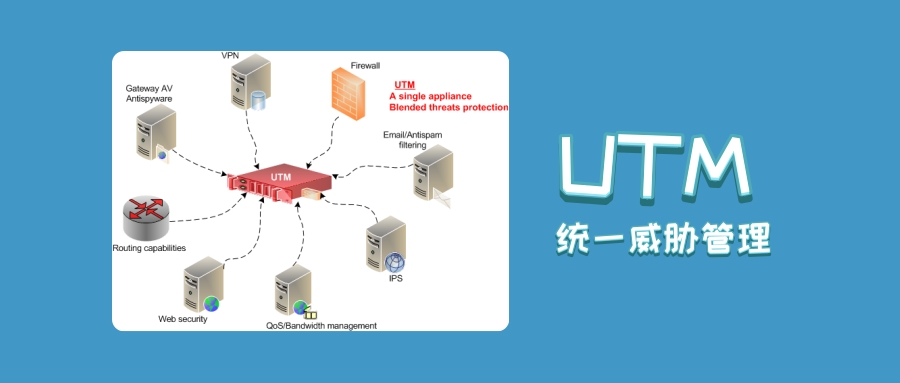 VPN
Firewall
UTM
A single appliance
Blended threats protection
Gateway AV
Antispyware
Email/Antispam
filtering
UTM
Routing capabilities
IPS
Web security
QoS/Bandwidth management
UTM
统一威胁管理